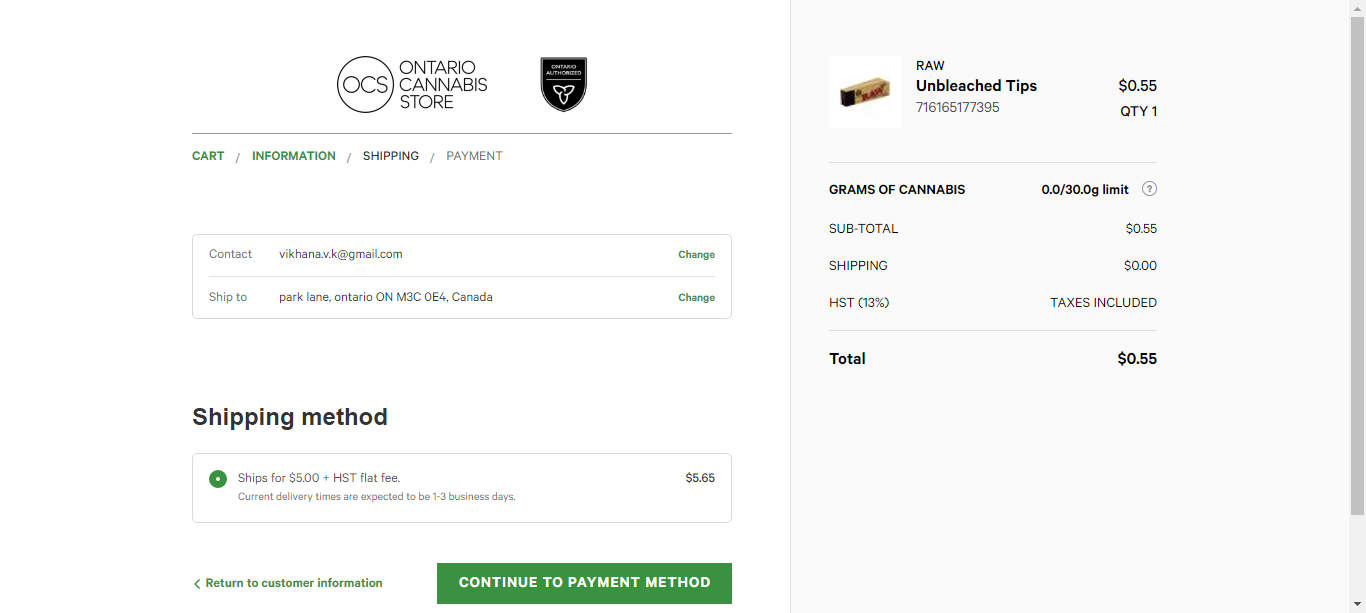 OCS ONTARIO
CANNABIS
STORE
ONTARIO
AUTHORIZED
CART / INFORMATION / SHIPPING / PAYMENT
Contact vikhana.v.k@gmail.com Change
Ship to park lane, ontario ON M3C 0E4, Canada Change
Shipping method
Ships for $5.00 + HST flat fee. $5.65
Current delivery times are expected to be 1-3 business days.
Return to customer information
CONTINUE TO PAYMENT METHOD
RAW
RAW
Unbleached Tips $0.55
716165177395
QTY 1
GRAMS OF CANNABIS 0.0/30.0g limit ?
SUB-TOTAL $0.55
SHIPPING $0.00
HST (13%) TAXES INCLUDED
Total $0.55